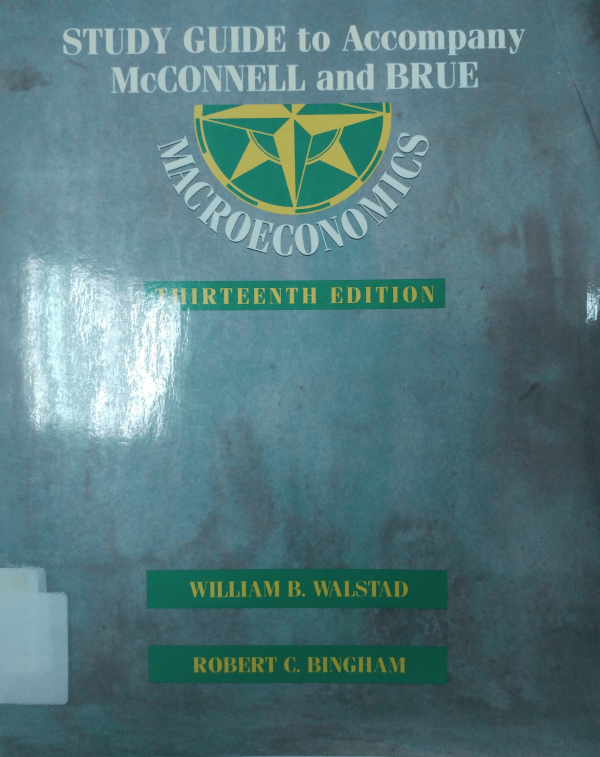 STUDY GUIDE to Accompany
McCONNELL and BRUE
MACROECONOMICS
THIRTEENTH EDITION
WILLIAM B. WALSTAD
ROBERT C. BINGHAM